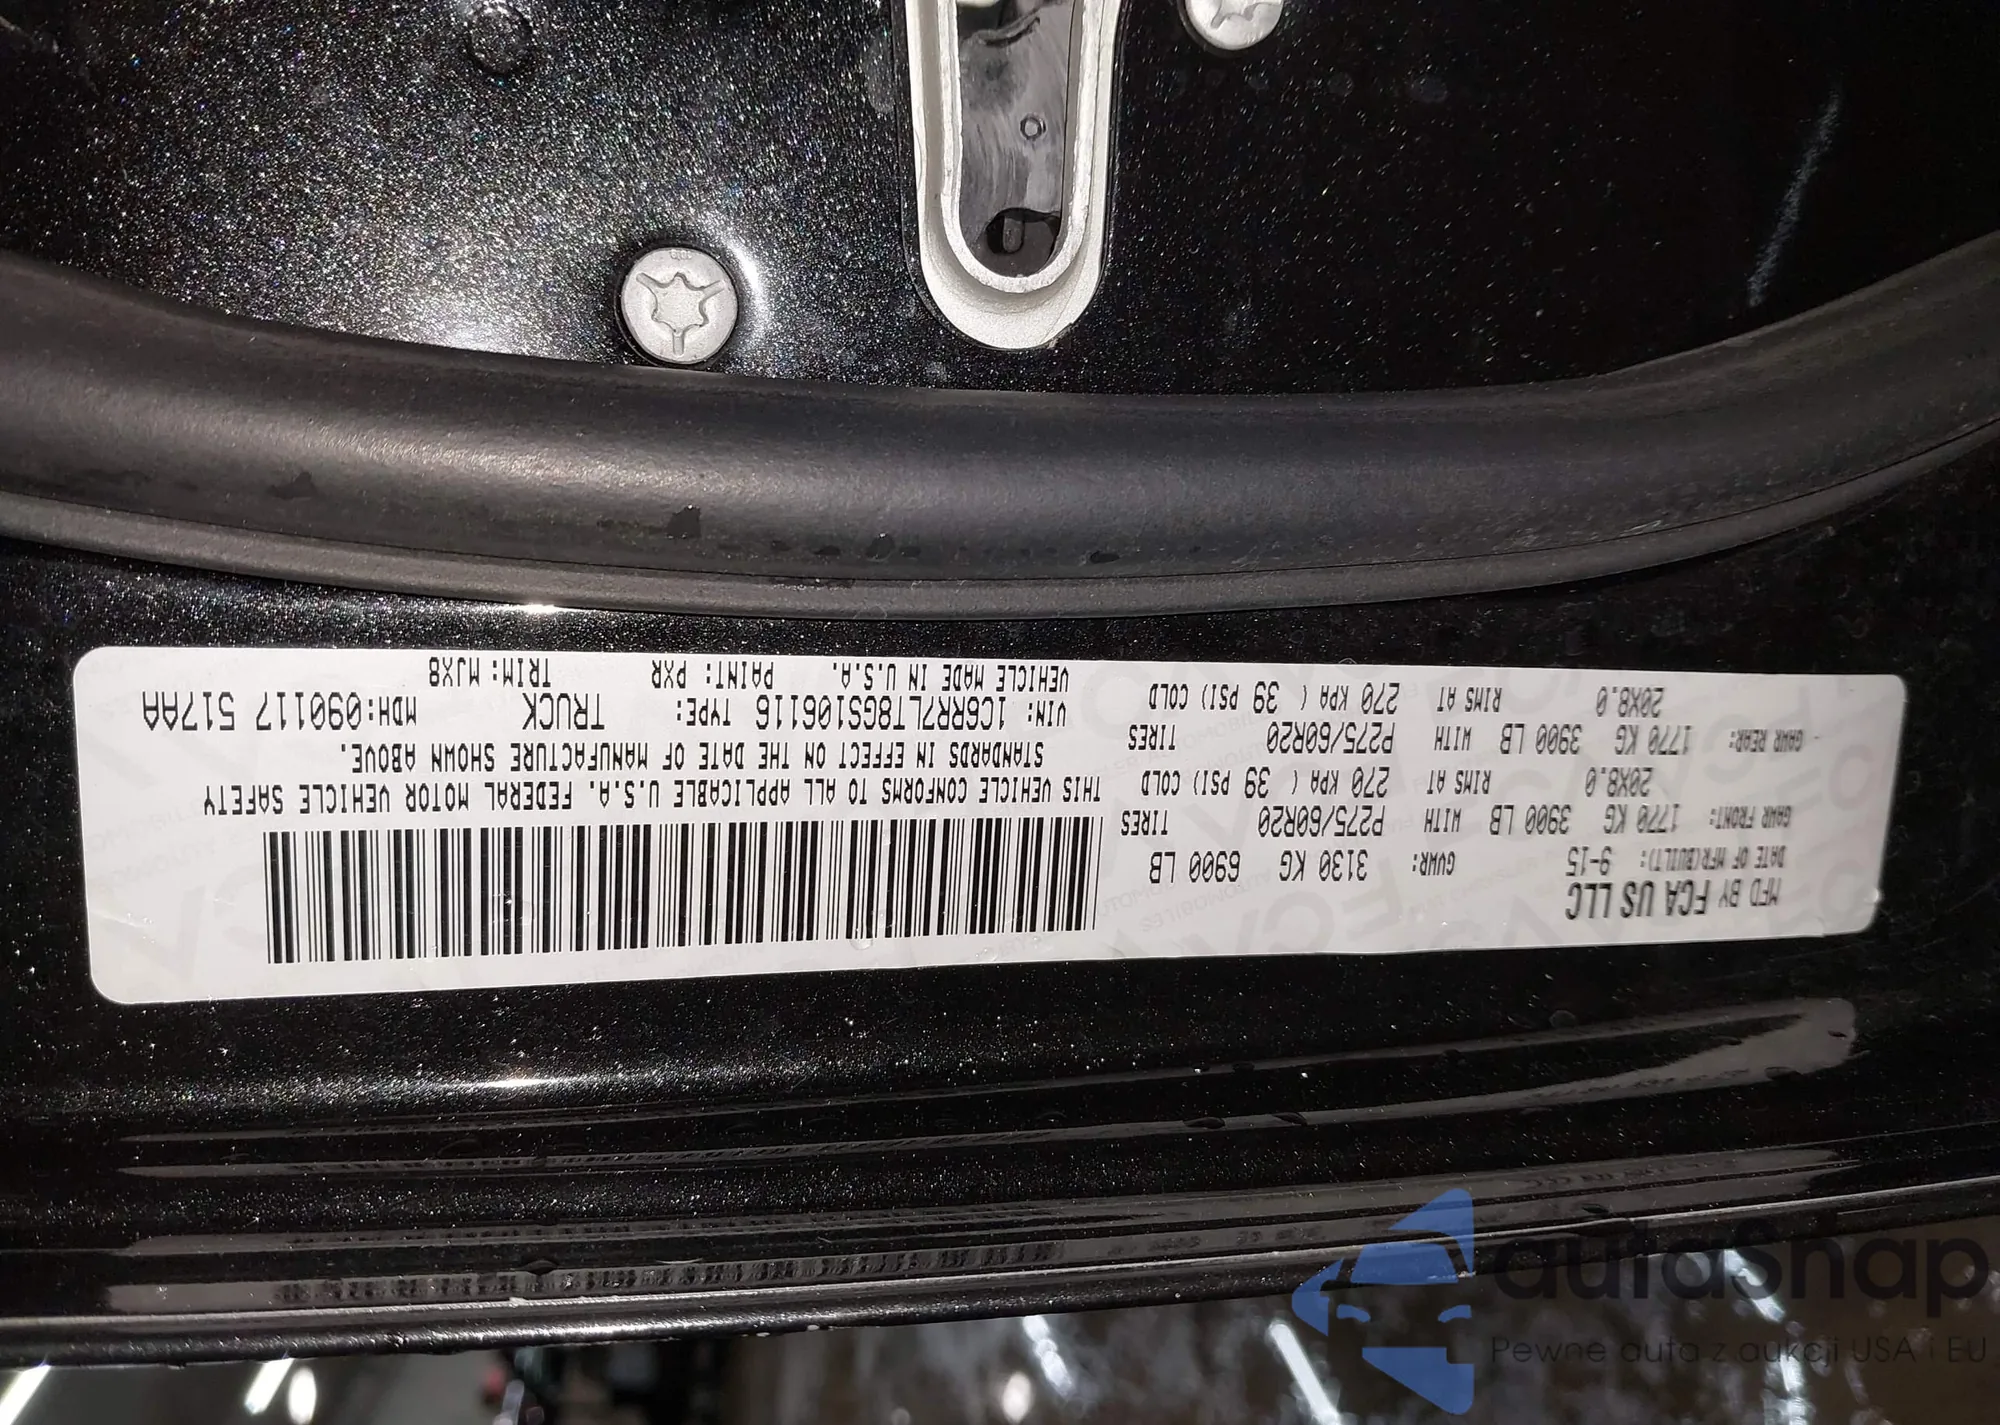 MFD BY FCA US LLC
DATE OF MFR(BUILT): 9-15 GVWR: 3130 KG 6900 LB
GAWR FRONT: 1770 KG 3900 LB WITH P275/60R20 TIRES
20X8.0 RIMS AT 270 KPA ( 39 PSI) COLD
GAWR REAR: 1770 KG 3900 LB WITH P275/60R20 TIRES
20X8.0 RIMS AT 270 KPA ( 39 PSI) COLD
THIS VEHICLE CONFORMS TO ALL APPLICABLE U.S.A. FEDERAL MOTOR VEHICLE SAFETY
STANDARDS IN EFFECT ON THE DATE OF MANUFACTURE SHOWN ABOVE.
VIN: 1C6RR7LT8GS106116 TYPE: TRUCK MDH:090117 517AA
VEHICLE MADE IN U.S.A. PAINT: PXR TRIM: MJX8
autasnap
Pewne auta z aukcji USA i EU